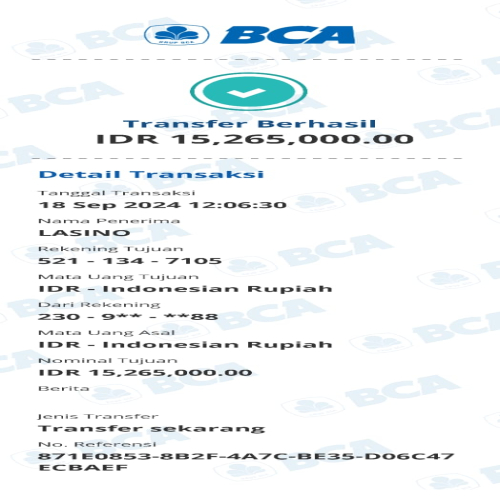 BCA
Transfer Berhasil
IDR 15,265,000.00
Detail Transaksi
Tanggal Transaksi
18 Sep 2024 12:06:30
Nama Penerima
LASINO
Rekening Tujuan
521 - 134 - 7105
Mata Uang Tujuan
IDR - Indonesian Rupiah
Dari Rekening
230 - 9** - **88
Mata Uang Asal
IDR - Indonesian Rupiah
Nominal Tujuan
IDR 15,265,000.00
Berita
Jenis Transfer
Transfer sekarang
No. Referensi
871E0853-8B2F-4A7C-BE35-D06C47
ECBAEF